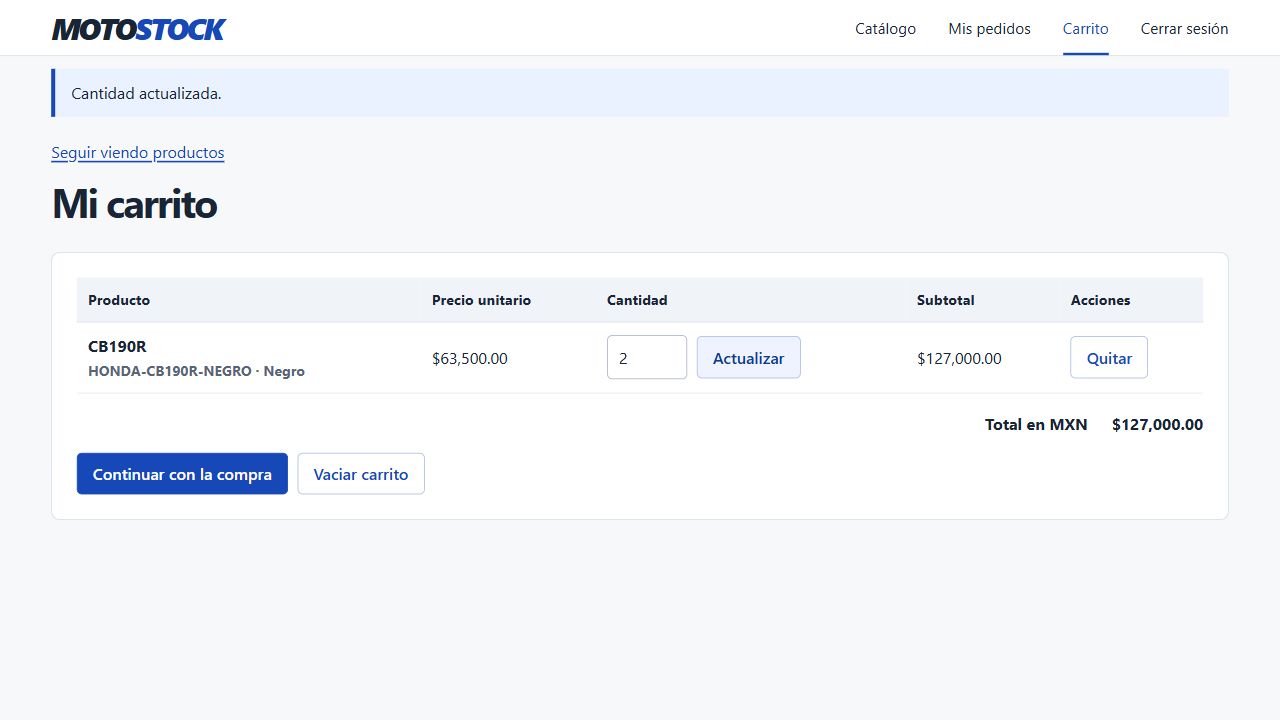 MOTOSTOCK
Catálogo Mis pedidos Carrito Cerrar sesión
Cantidad actualizada.
Seguir viendo productos
Mi carrito
Producto Precio unitario Cantidad Subtotal Acciones
CB190R
HONDA-CB190R-NEGRO · Negro
$63,500.00 2 Actualizar $127,000.00 Quitar
Total en MXN $127,000.00
Continuar con la compra Vaciar carrito